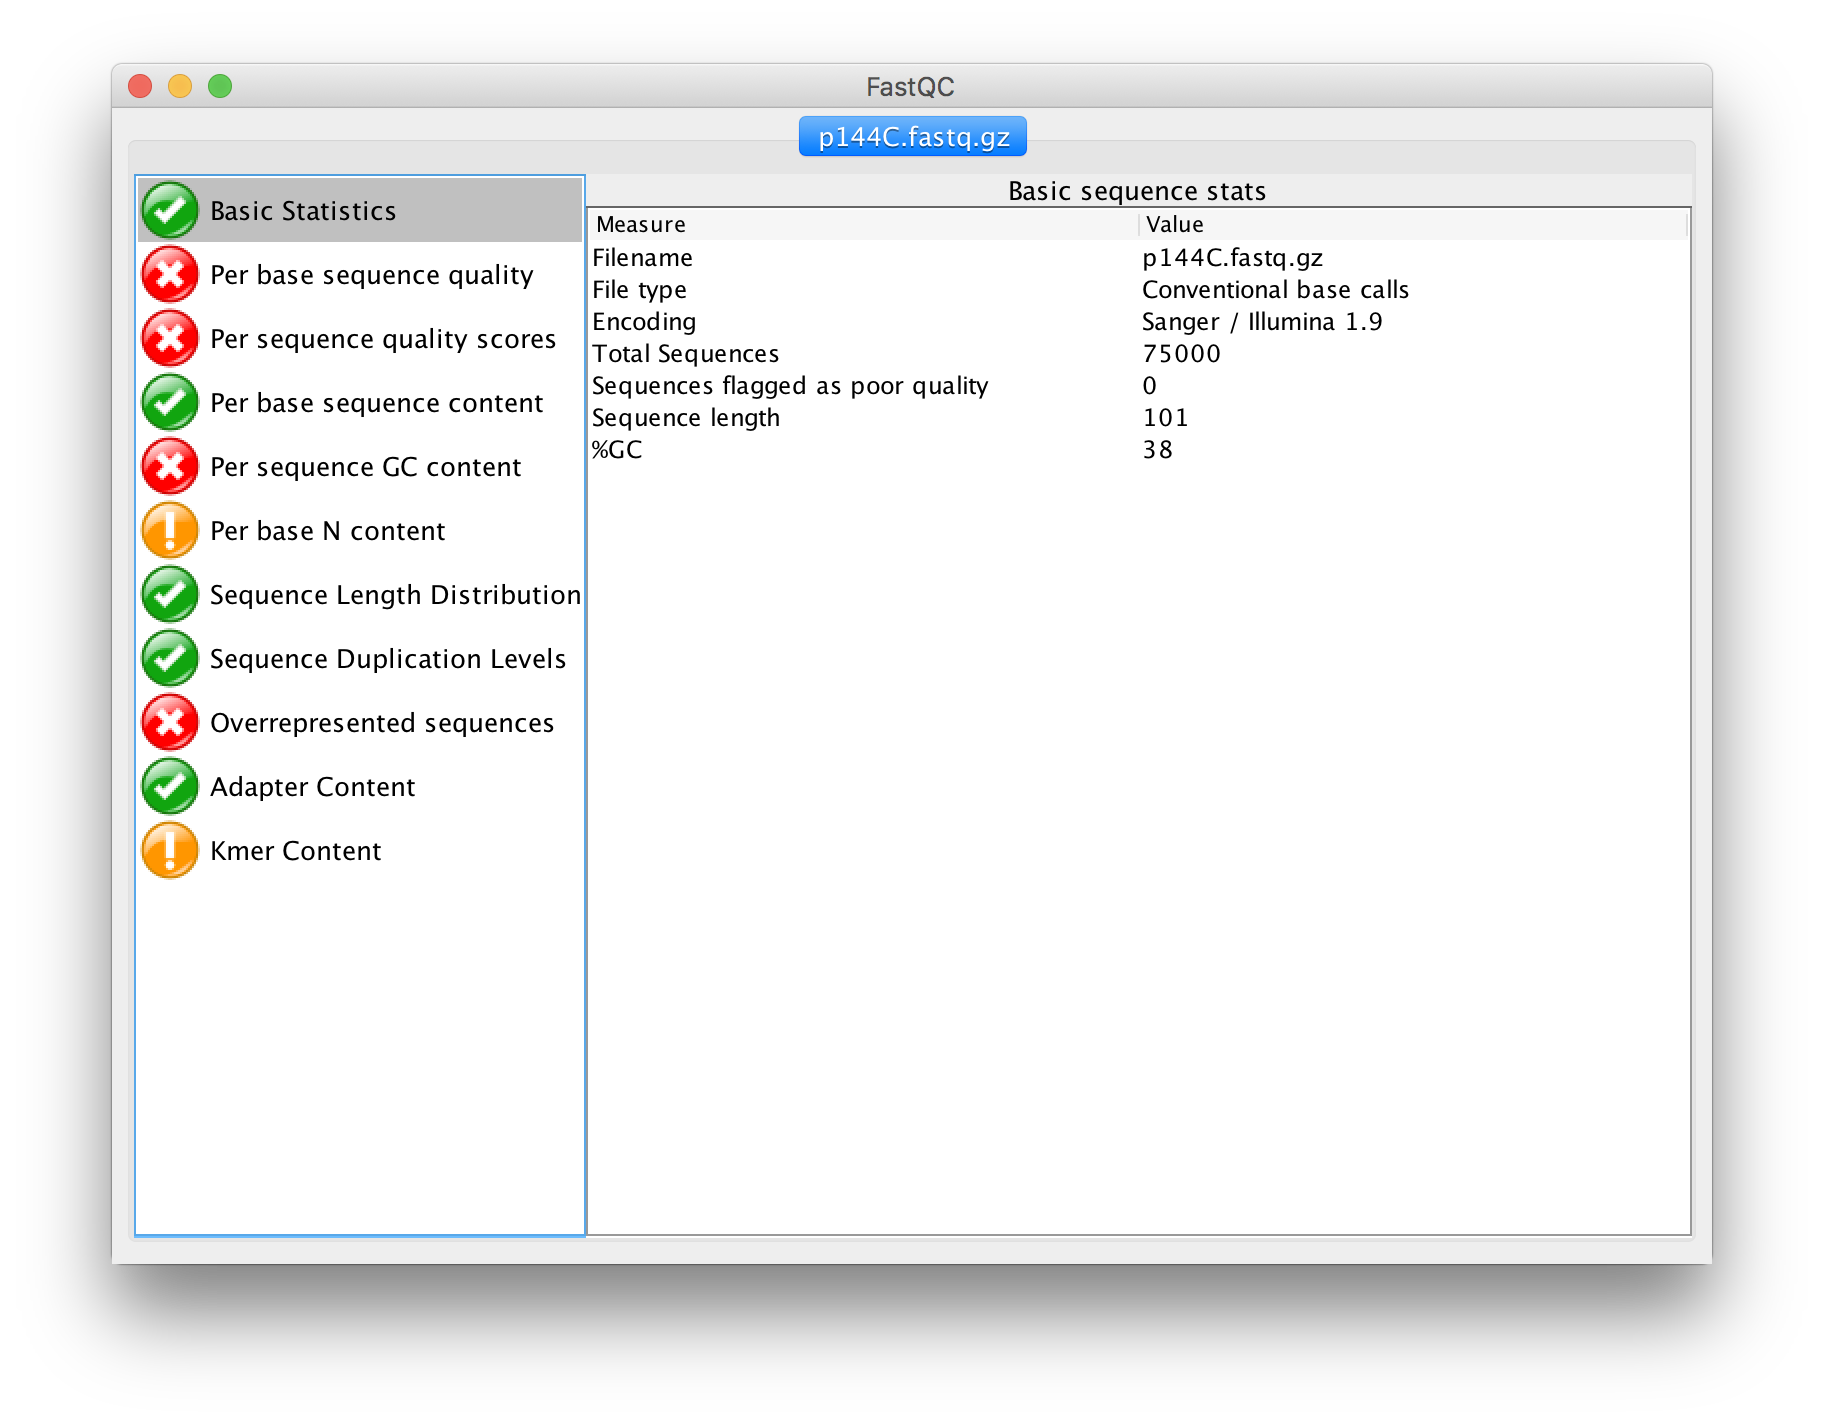 FastQC
p144C.fastq.gz
Basic Statistics
Per base sequence quality
Per sequence quality scores
Per base sequence content
Per sequence GC content
Per base N content
Sequence Length Distribution
Sequence Duplication Levels
Overrepresented sequences
Adapter Content
Kmer Content
Basic sequence stats
Measure Value
Filename p144C.fastq.gz
File type Conventional base calls
Encoding Sanger / Illumina 1.9
Total Sequences 75000
Sequences flagged as poor quality 0
Sequence length 101
%GC 38